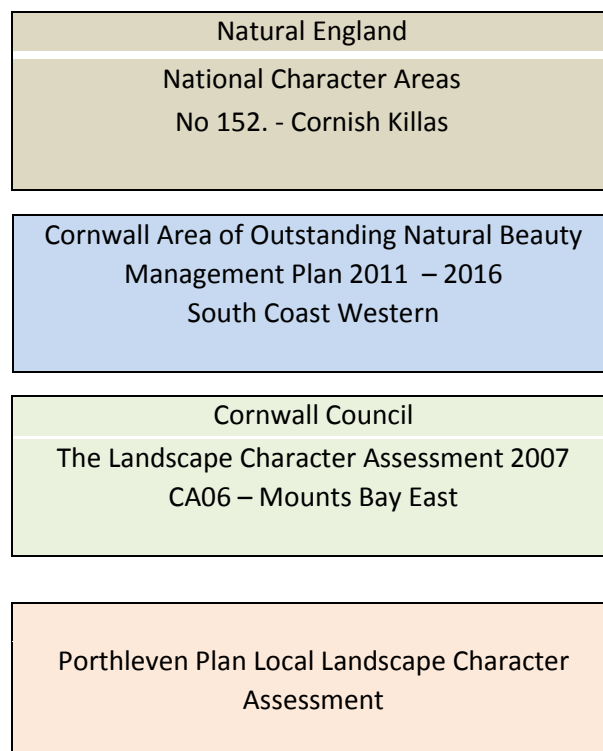 Natural England
National Character Areas
No 152. - Cornish Killas
Cornwall Area of Outstanding Natural Beauty
Management Plan 2011 – 2016
South Coast Western
Cornwall Council
The Landscape Character Assessment 2007
CA06 – Mounts Bay East
Porthleven Plan Local Landscape Character
Assessment